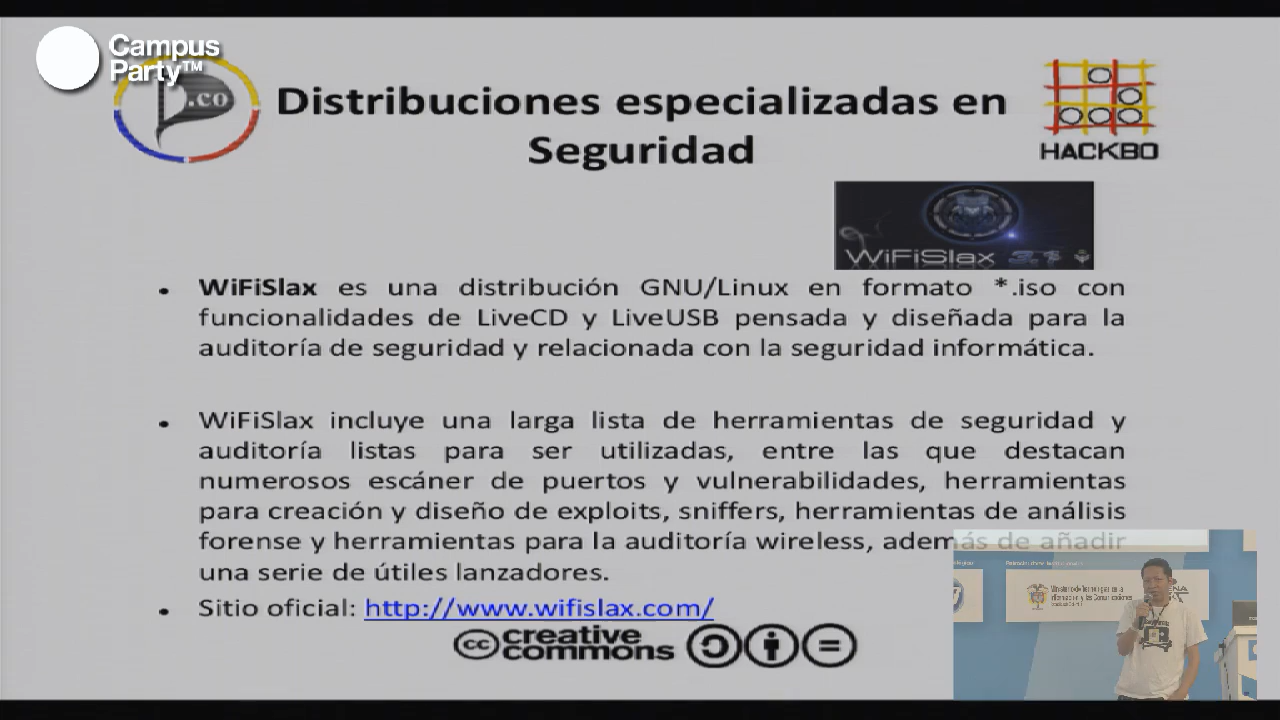 Campus
Party™
.co
Distribuciones especializadas en
Seguridad
HACKBO
WiFiSlax 3.1
• WiFiSlax es una distribución GNU/Linux en formato *.iso con
funcionalidades de LiveCD y LiveUSB pensada y diseñada para la
auditoría de seguridad y relacionada con la seguridad informática.
• WiFiSlax incluye una larga lista de herramientas de seguridad y
auditoría listas para ser utilizadas, entre las que destacan
numerosos escáner de puertos y vulnerabilidades, herramientas
para creación y diseño de exploits, sniffers, herramientas de análisis
forense y herramientas para la auditoría wireless, además de añadir
una serie de útiles lanzadores.
• Sitio oficial: http://www.wifislax.com/
cc creative
commons